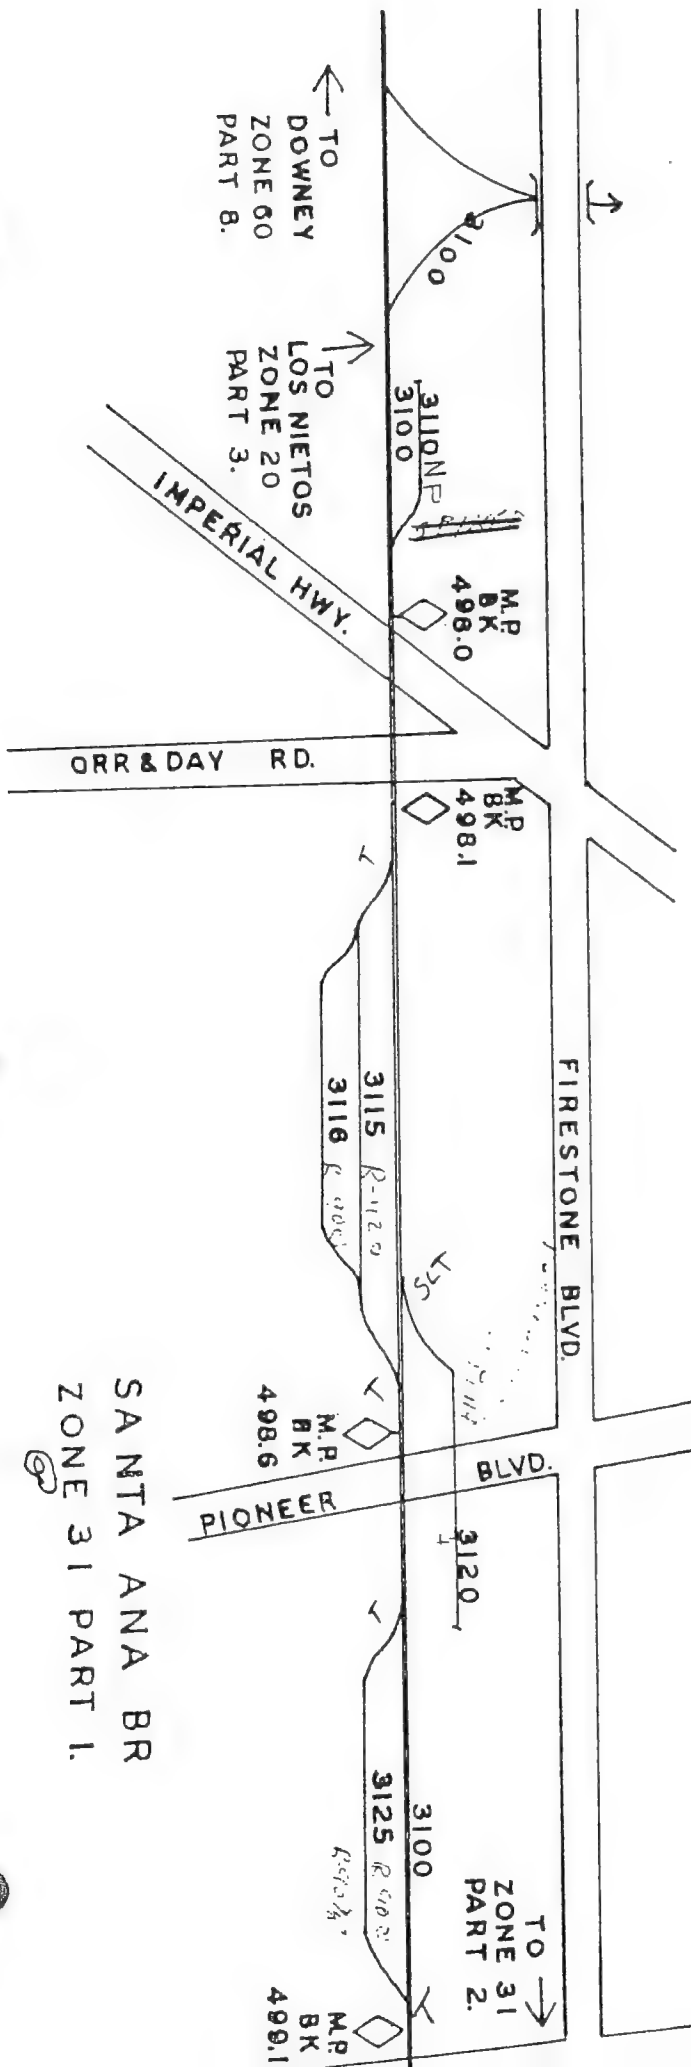 TO
DOWNEY
ZONE 60
PART 8.
3100
TO
LOS NIETOS
ZONE 20
PART 3.
3110 NP
3100
IMPERIAL HWY.
M.P.
BK
498.0
ORR & DAY RD.
M.P.
BK
498.1
FIRESTONE BLVD.
3115 R-1120
3116
SLT
M.P.
BK
498.6
PIONEER BLVD.
3120
3100
3125
TO
ZONE 31
PART 2.
M.P.
BK
499.1
SANTA ANA BR
ZONE 31 PART 1.